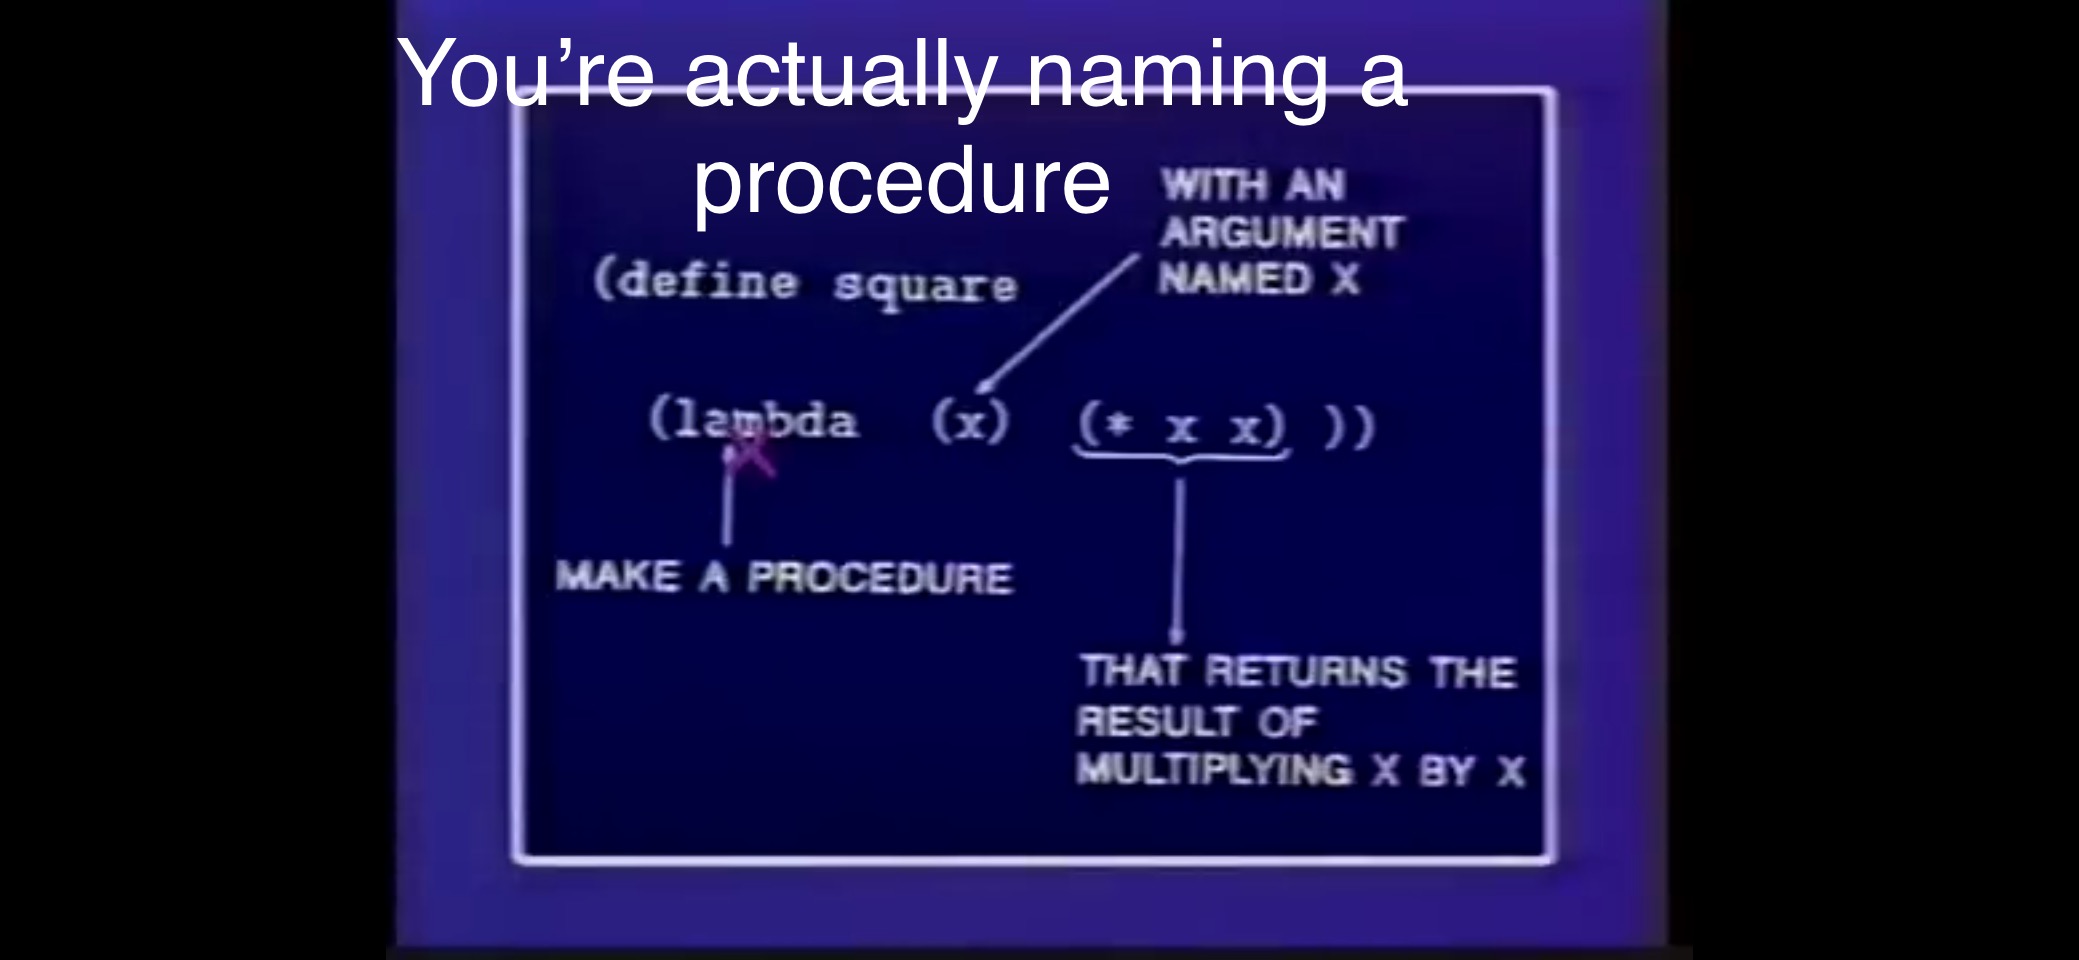 You’re actually naming a
procedure
WITH AN
ARGUMENT
NAMED X
(define square
(lambda (x) (* x x) ))
MAKE A PROCEDURE
THAT RETURNS THE
RESULT OF
MULTIPLYING X BY X